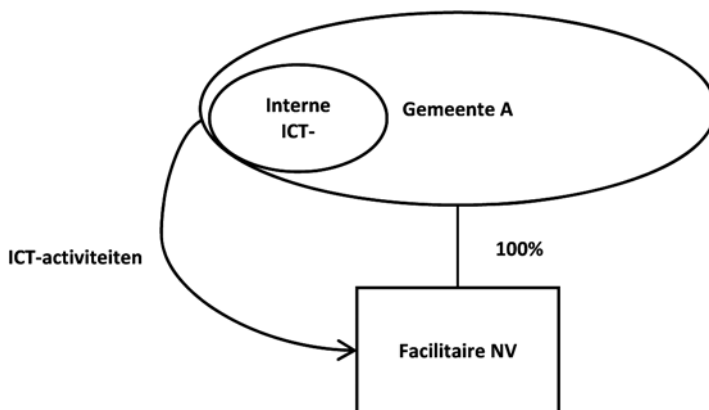 Interne
ICT-
Gemeente A
ICT-activiteiten
100%
Facilitaire NV